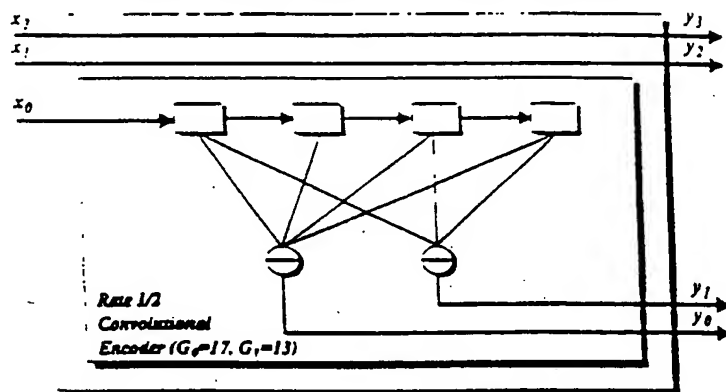 x₂
y₃
x₁
y₂
x₀
y₁
y₀
Rate 1/2
Convolutional
Encoder (G₀=17, G₁=13)